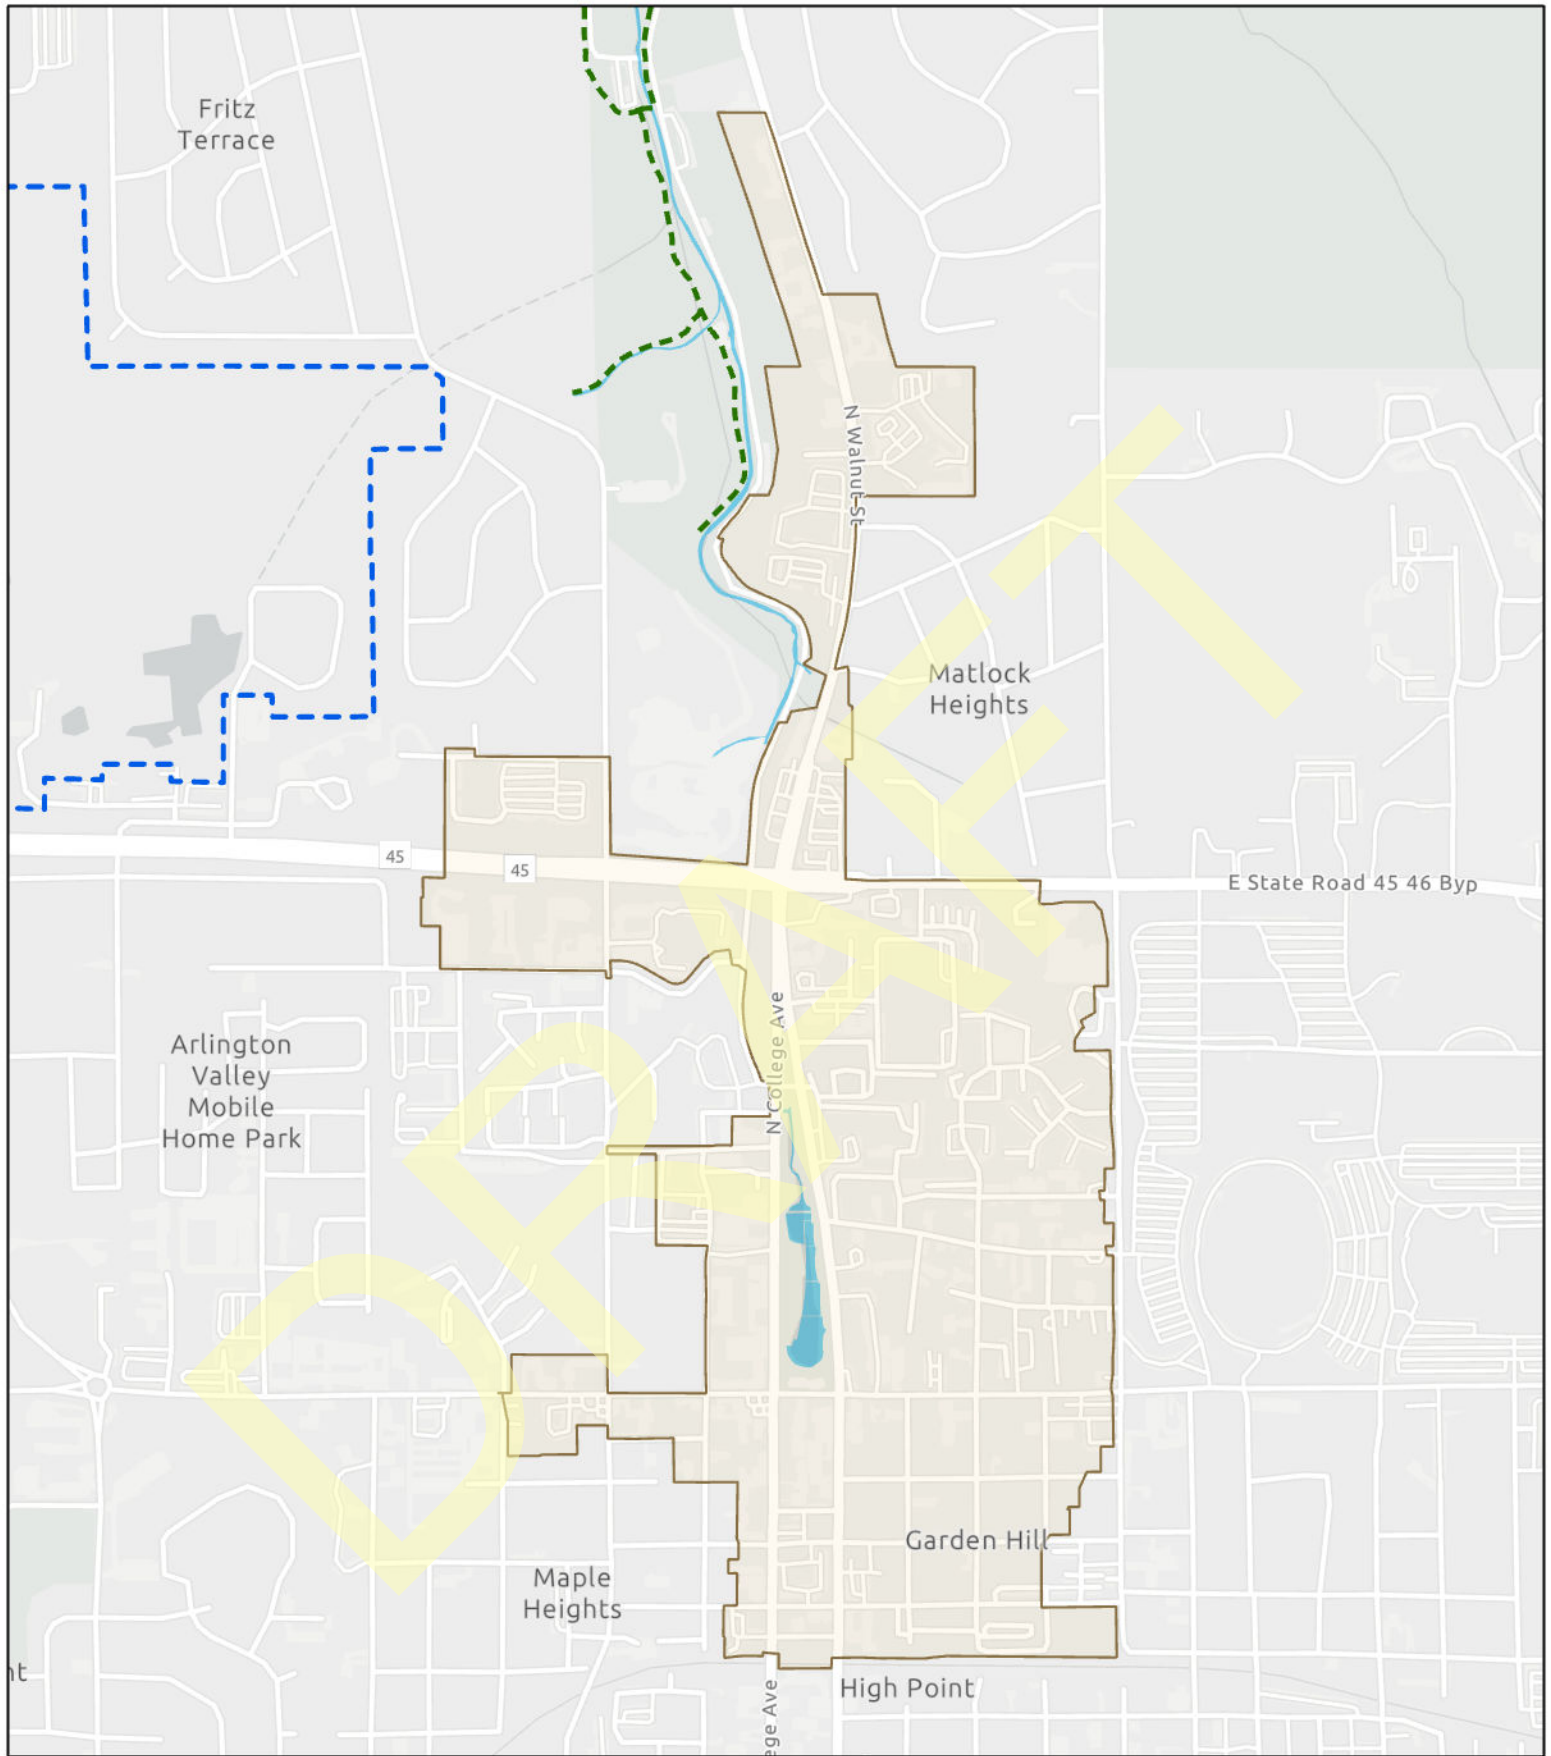 Fritz
Terrace
N Walnut St
Matlock
Heights
45
45
E State Road 45 46 Byp
N College Ave
Arlington
Valley
Mobile
Home Park
DRAFT
Garden Hill
Maple
Heights
nt
High Point
ege Ave